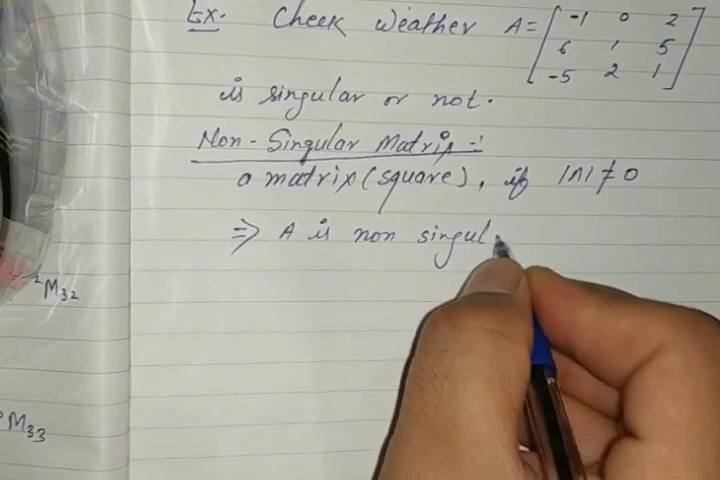 Ex. Check weather A = [ -1 0 2
6 1 5
-5 2 1 ]
is singular or not.
Non-Singular Matrix :-
a matrix (square), if |A| ≠ 0
⇒ A is non singul
M32
M33